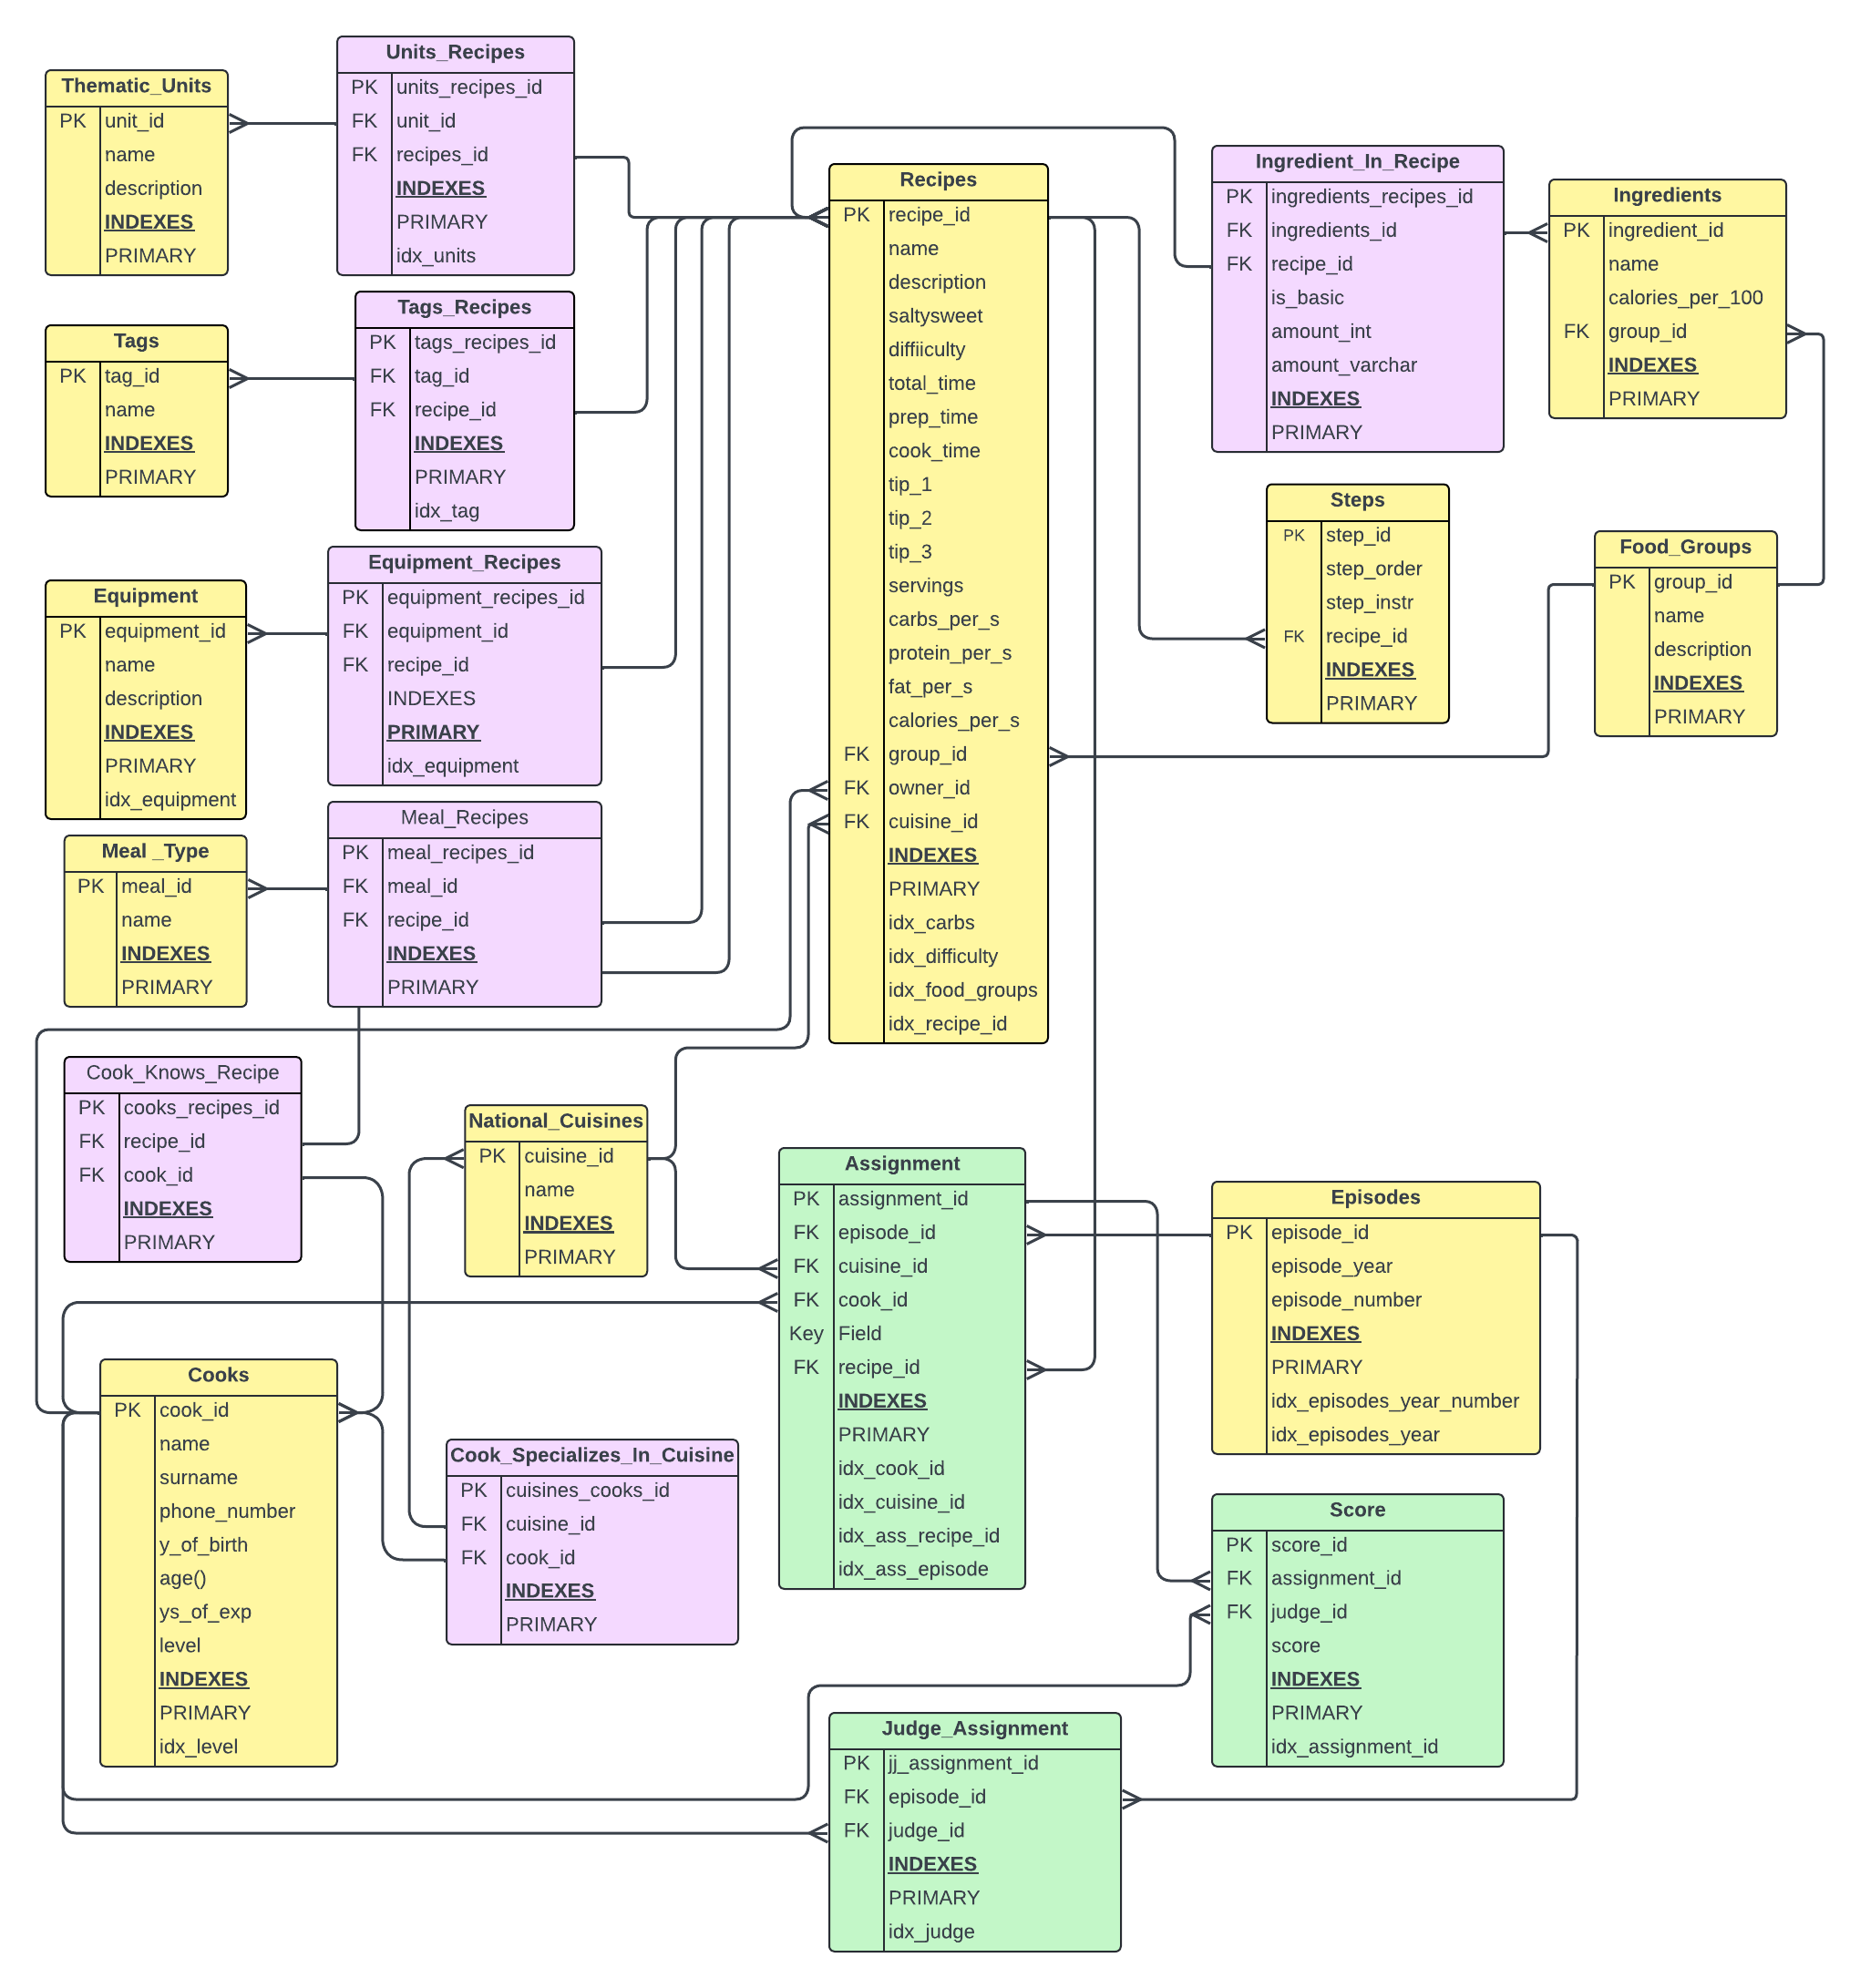 Units_Recipes
PK units_recipes_id
FK unit_id
FK recipes_id
INDEXES
PRIMARY
idx_units
Thematic_Units
PK unit_id
name
description
INDEXES
PRIMARY
Tags_Recipes
PK tags_recipes_id
FK tag_id
FK recipe_id
INDEXES
PRIMARY
idx_tag
Tags
PK tag_id
name
INDEXES
PRIMARY
Equipment_Recipes
PK equipment_recipes_id
FK equipment_id
FK recipe_id
INDEXES
PRIMARY
idx_equipment
Equipment
PK equipment_id
name
description
INDEXES
PRIMARY
idx_equipment
Meal_Recipes
PK meal_recipes_id
FK meal_id
FK recipe_id
INDEXES
PRIMARY
Meal _Type
PK meal_id
name
INDEXES
PRIMARY
Recipes
PK recipe_id
name
description
saltysweet
diffiiculty
total_time
prep_time
cook_time
tip_1
tip_2
tip_3
servings
carbs_per_s
protein_per_s
fat_per_s
calories_per_s
FK group_id
FK owner_id
FK cuisine_id
INDEXES
PRIMARY
idx_carbs
idx_difficulty
idx_food_groups
idx_recipe_id
Ingredient_In_Recipe
PK ingredients_recipes_id
FK ingredients_id
FK recipe_id
is_basic
amount_int
amount_varchar
INDEXES
PRIMARY
Ingredients
PK ingredient_id
name
calories_per_100
FK group_id
INDEXES
PRIMARY
Steps
PK step_id
step_order
step_instr
FK recipe_id
INDEXES
PRIMARY
Food_Groups
PK group_id
name
description
INDEXES
PRIMARY
Cook_Knows_Recipe
PK cooks_recipes_id
FK recipe_id
FK cook_id
INDEXES
PRIMARY
National_Cuisines
PK cuisine_id
name
INDEXES
PRIMARY
Assignment
PK assignment_id
FK episode_id
FK cuisine_id
FK cook_id
Key Field
FK recipe_id
INDEXES
PRIMARY
idx_cook_id
idx_cuisine_id
idx_ass_recipe_id
idx_ass_episode
Episodes
PK episode_id
episode_year
episode_number
INDEXES
PRIMARY
idx_episodes_year_number
idx_episodes_year
Cooks
PK cook_id
name
surname
phone_number
y_of_birth
age()
ys_of_exp
level
INDEXES
PRIMARY
idx_level
Cook_Specializes_In_Cuisine
PK cuisines_cooks_id
FK cuisine_id
FK cook_id
INDEXES
PRIMARY
Score
PK score_id
FK assignment_id
FK judge_id
score
INDEXES
PRIMARY
idx_assignment_id
Judge_Assignment
PK jj_assignment_id
FK episode_id
FK judge_id
INDEXES
PRIMARY
idx_judge